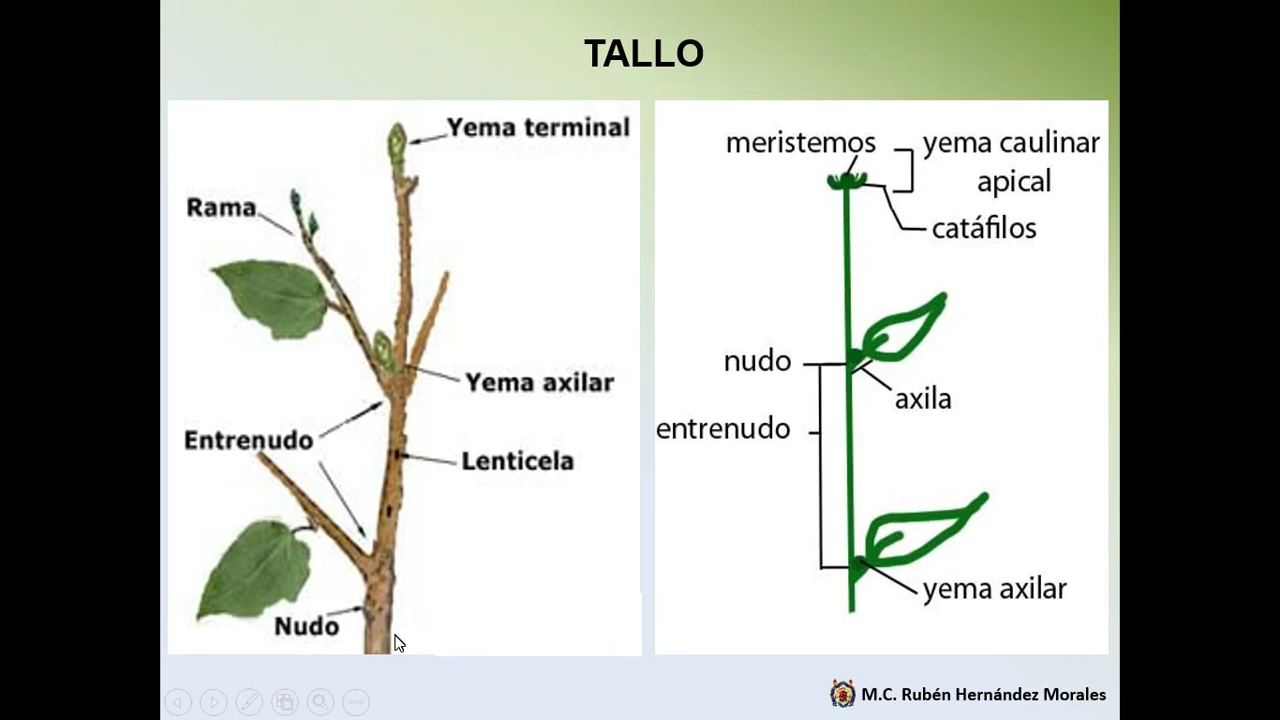 TALLO
Yema terminal
Rama
Yema axilar
Entrenudo
Lenticela
Nudo
meristemos
yema caulinar
apical
catáfilos
nudo
axila
entrenudo
yema axilar
M.C. Rubén Hernández Morales